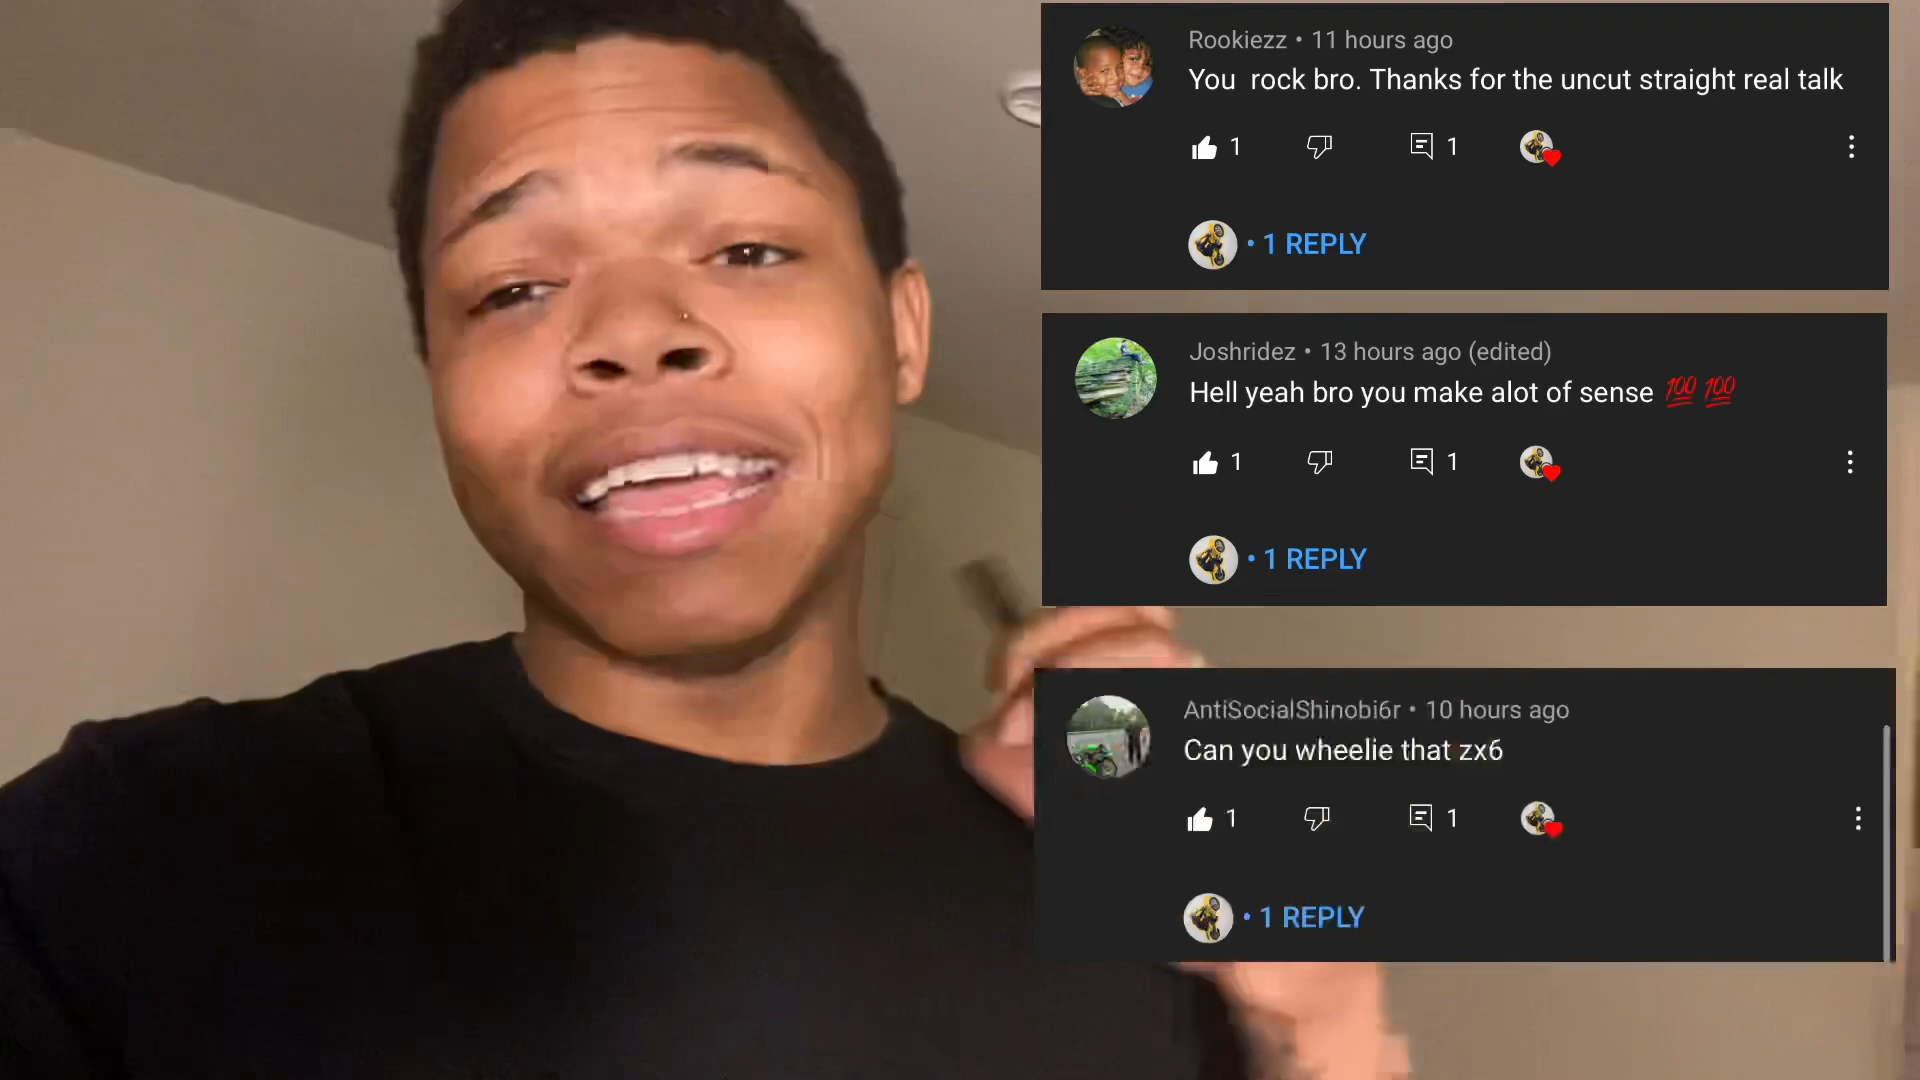 Rookiezz • 11 hours ago
You rock bro. Thanks for the uncut straight real talk
1 1
• 1 REPLY
Joshridez • 13 hours ago (edited)
Hell yeah bro you make alot of sense 💯 💯
1 1
• 1 REPLY
AntiSocialShinobi6r • 10 hours ago
Can you wheelie that zx6
1 1
• 1 REPLY